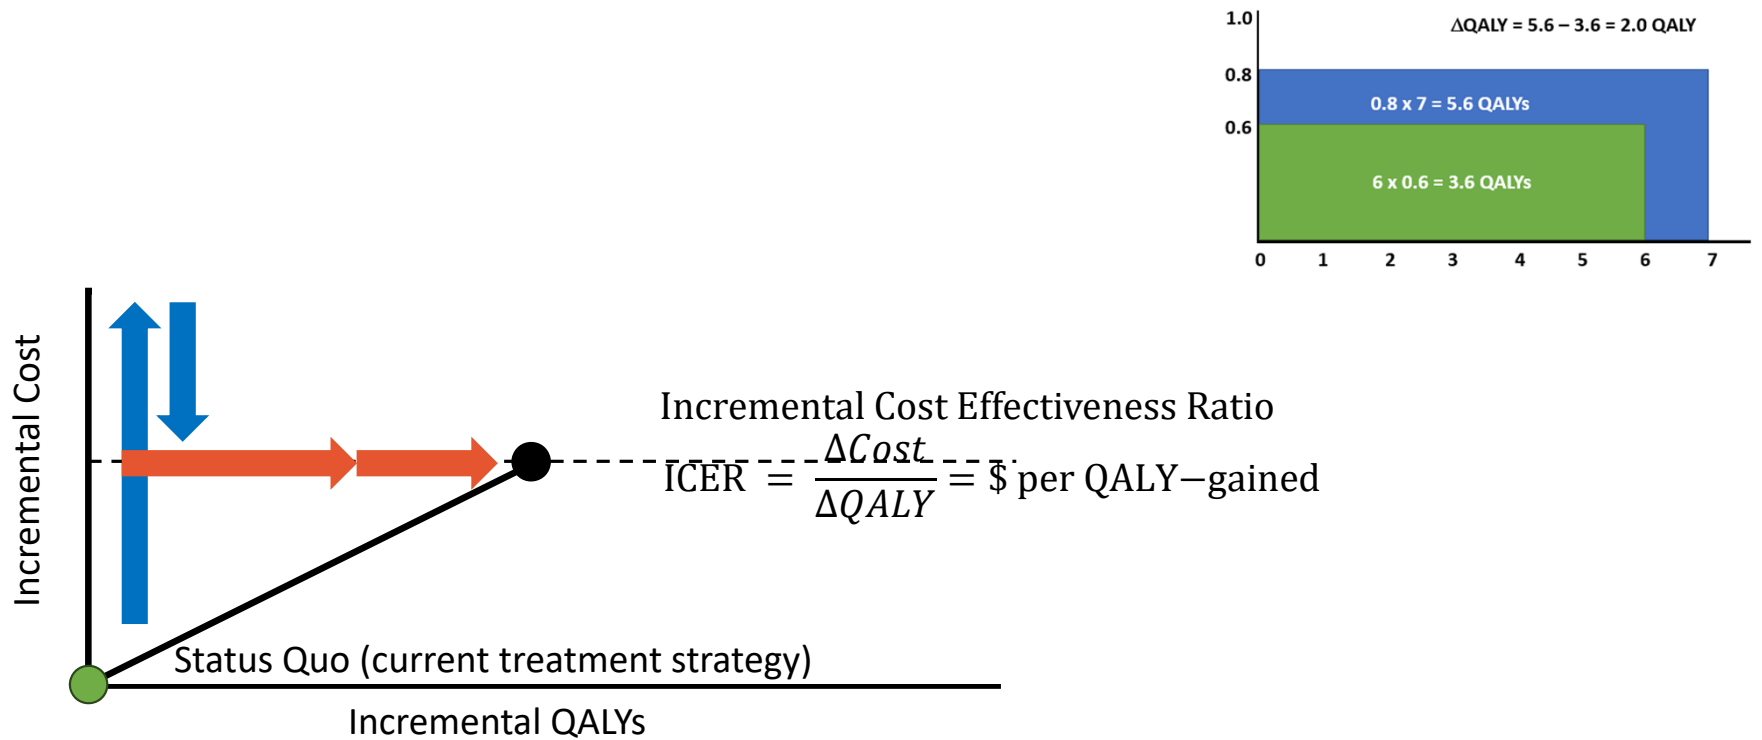 1.0
ΔQALY = 5.6 – 3.6 = 2.0 QALY
0.8
0.8 x 7 = 5.6 QALYs
0.6
6 x 0.6 = 3.6 QALYs
0 1 2 3 4 5 6 7
Incremental Cost
Incremental Cost Effectiveness Ratio
ICER = ΔCost / ΔQALY = $ per QALY−gained
Status Quo (current treatment strategy)
Incremental QALYs